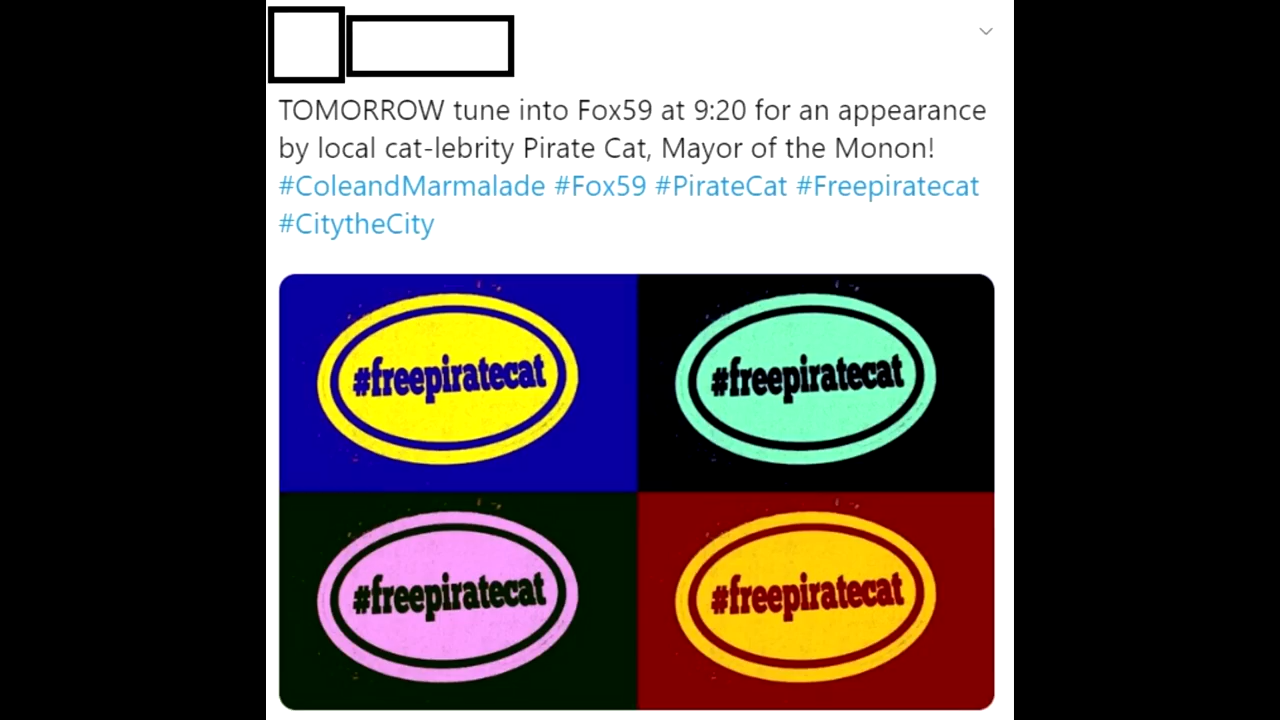 TOMORROW tune into Fox59 at 9:20 for an appearance
by local cat-lebrity Pirate Cat, Mayor of the Monon!
#ColeandMarmalade #Fox59 #PirateCat #Freepiratecat
#CitytheCity
#freepiratecat
#freepiratecat
#freepiratecat
#freepiratecat